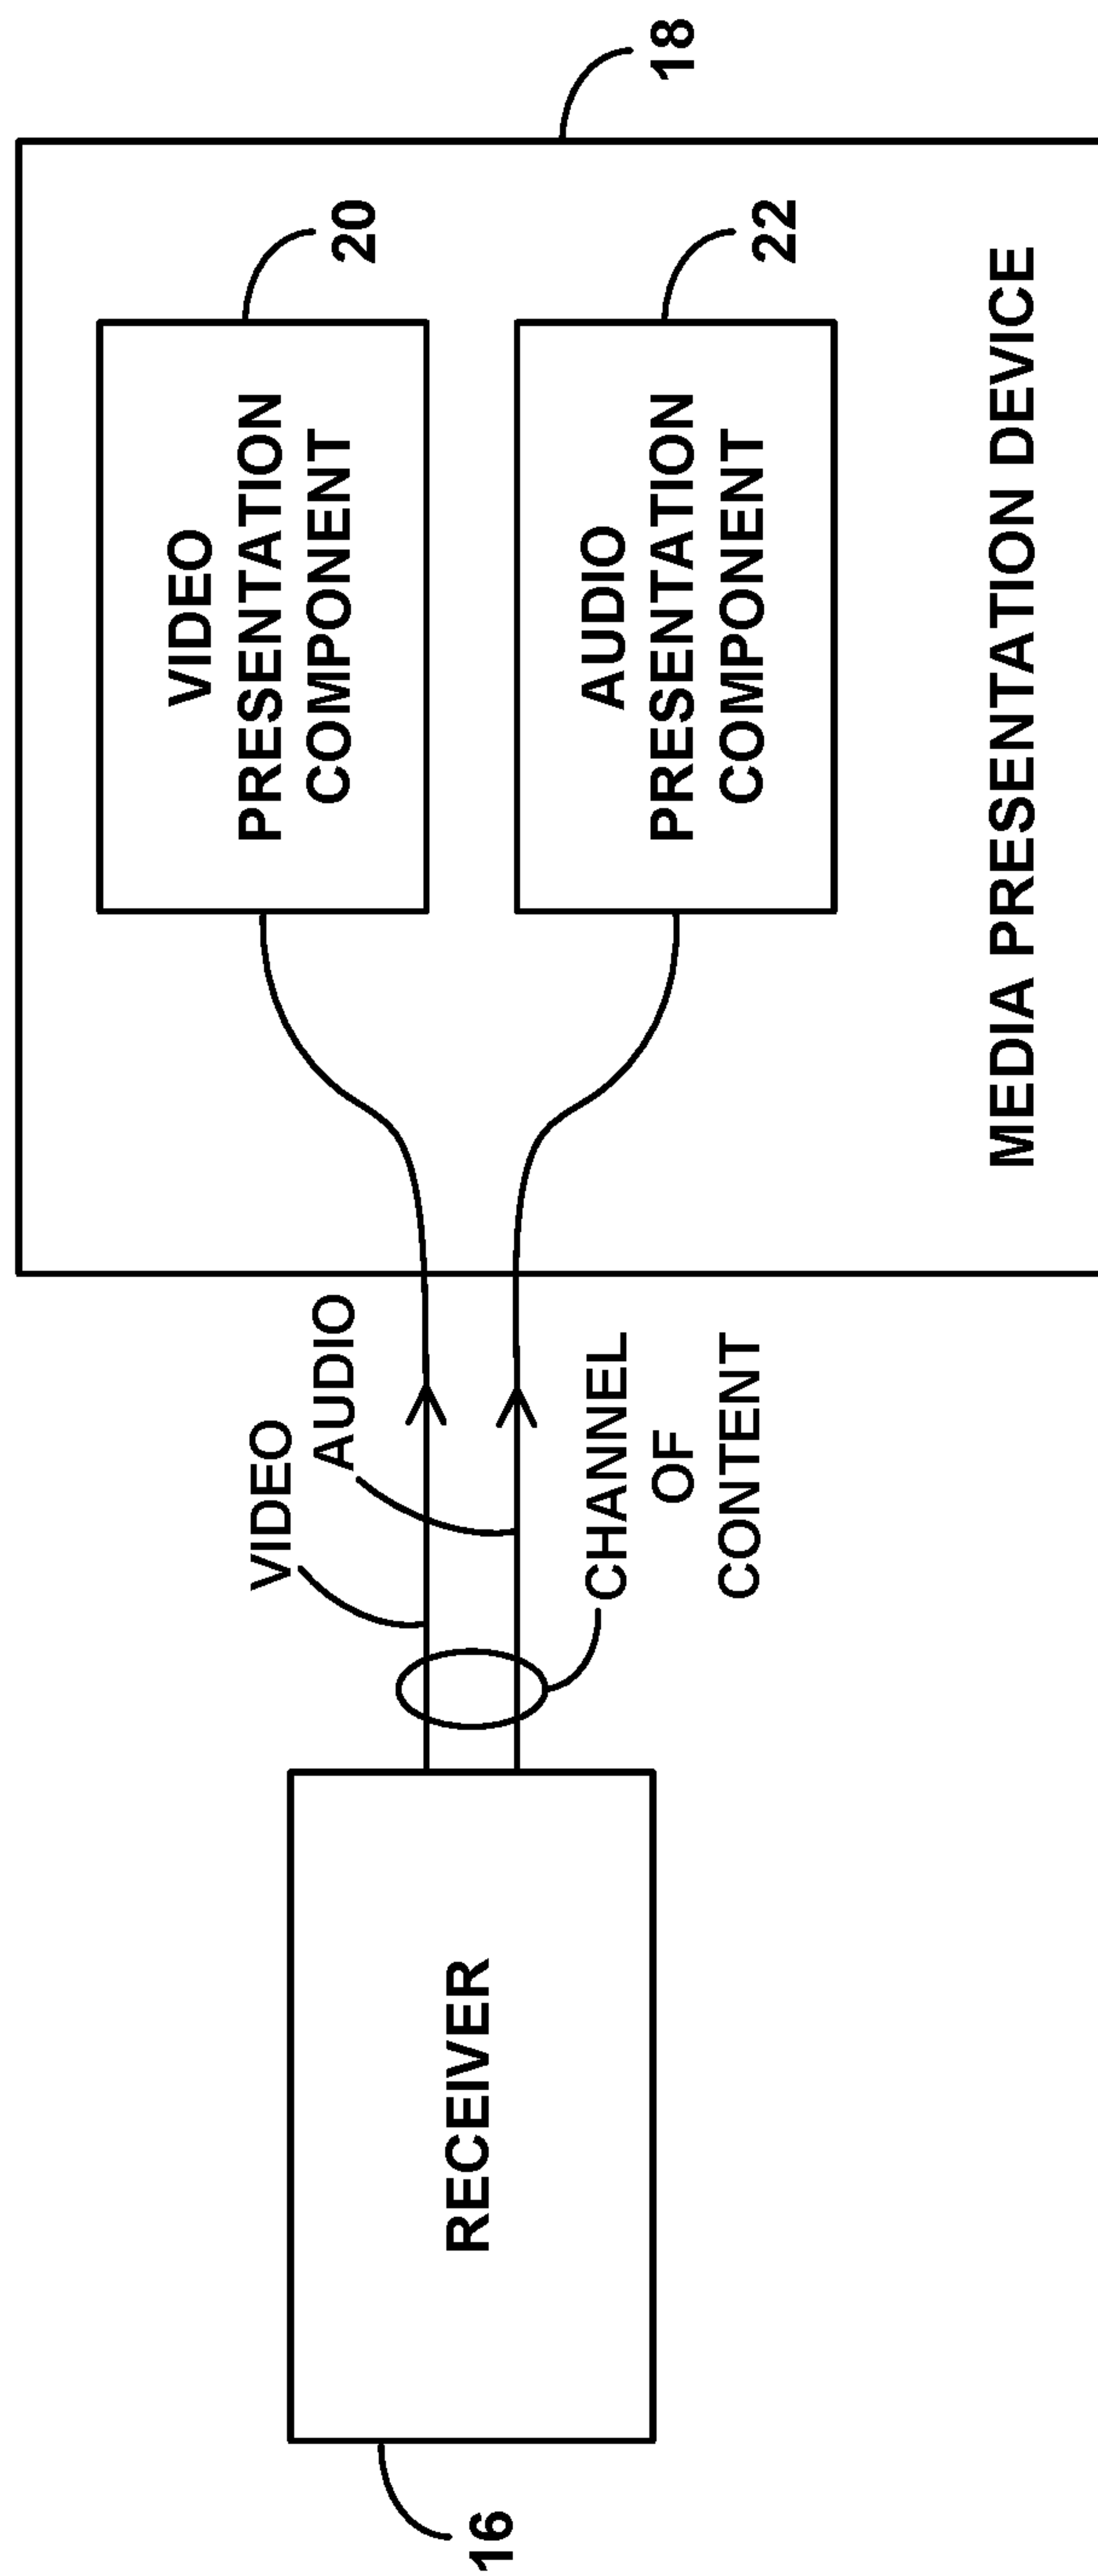 18
20
VIDEO
PRESENTATION
COMPONENT
22
AUDIO
PRESENTATION
COMPONENT
MEDIA PRESENTATION DEVICE
VIDEO
AUDIO
CHANNEL
OF
CONTENT
RECEIVER
16